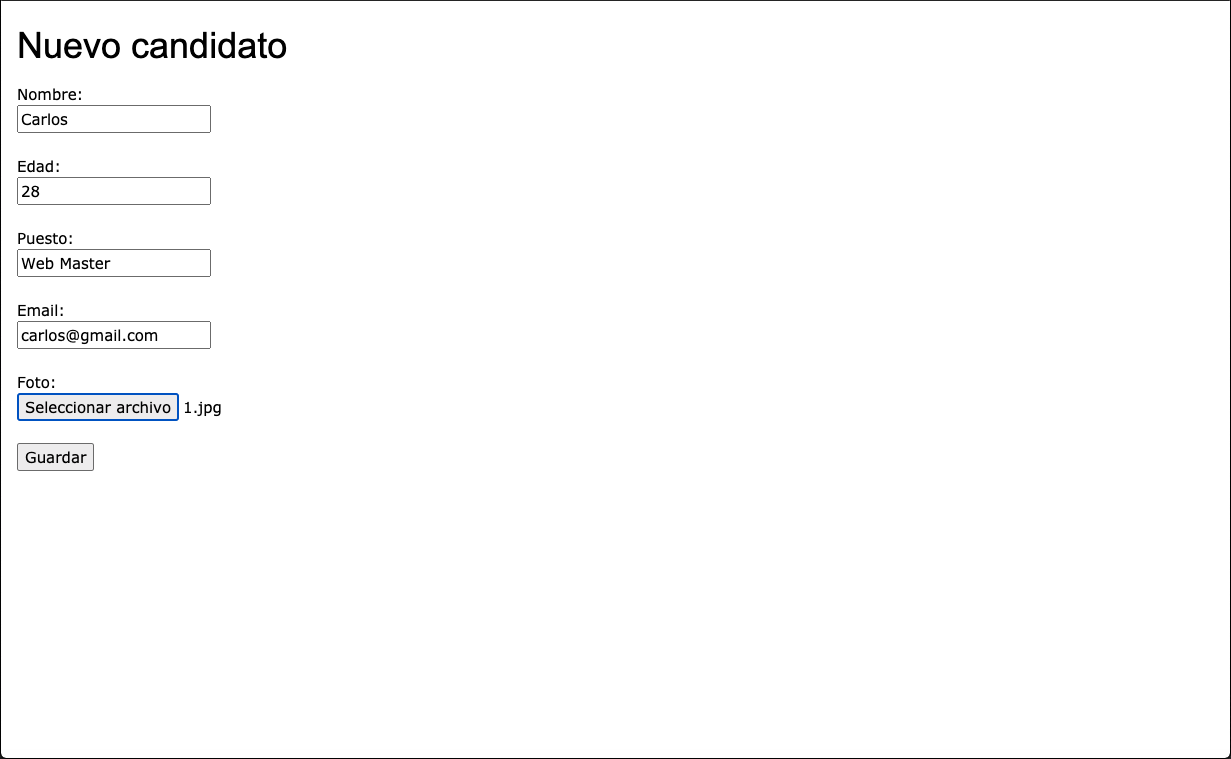 Nuevo candidato
Nombre:
Carlos
Edad:
28
Puesto:
Web Master
Email:
carlos@gmail.com
Foto:
Seleccionar archivo 1.jpg
Guardar